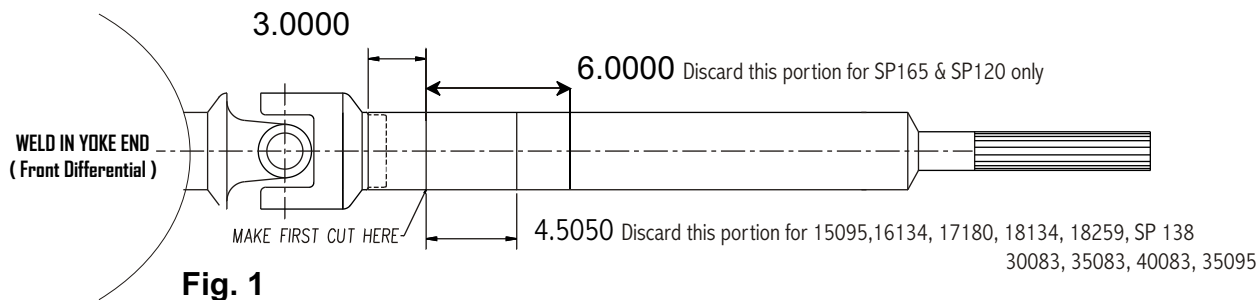 3.0000
6.0000 Discard this portion for SP165 & SP120 only
WELD IN YOKE END
( Front Differential )
MAKE FIRST CUT HERE
4.5050 Discard this portion for 15095,16134, 17180, 18134, 18259, SP 138
30083, 35083, 40083, 35095
Fig. 1